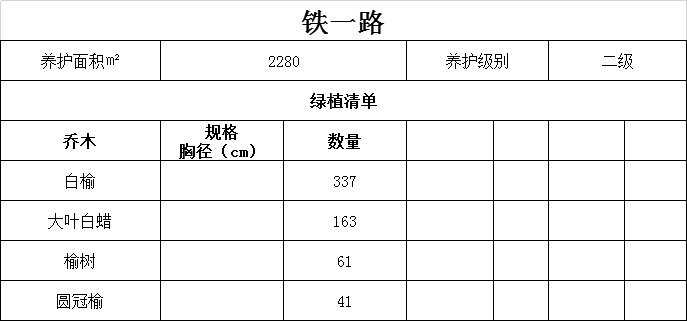 铁一路
养护面积㎡ 2280 养护级别 二级
绿植清单
乔木 规格 数量
胸径（cm）
白榆 337
大叶白蜡 163
榆树 61
圆冠榆 41